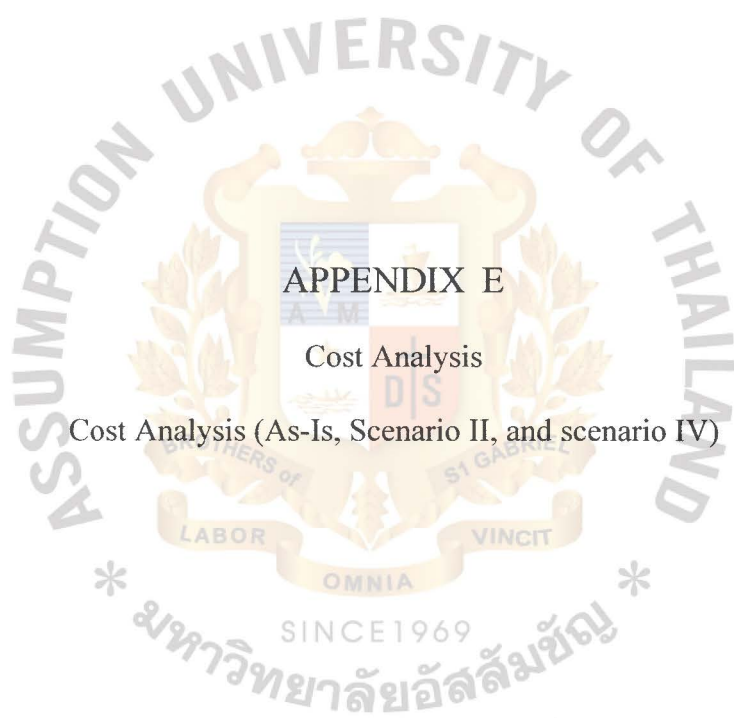 ASSUMPTION UNIVERSITY OF THAILAND
APPENDIX E
A M
Cost Analysis
D S
Cost Analysis (As-Is, Scenario II, and scenario IV)
BROTHERS of
S1 GABRIEL
LABOR
VINCIT
OMNIA
* SINCE1969 *
มหาวิทยาลัยอัสสัมชัญ